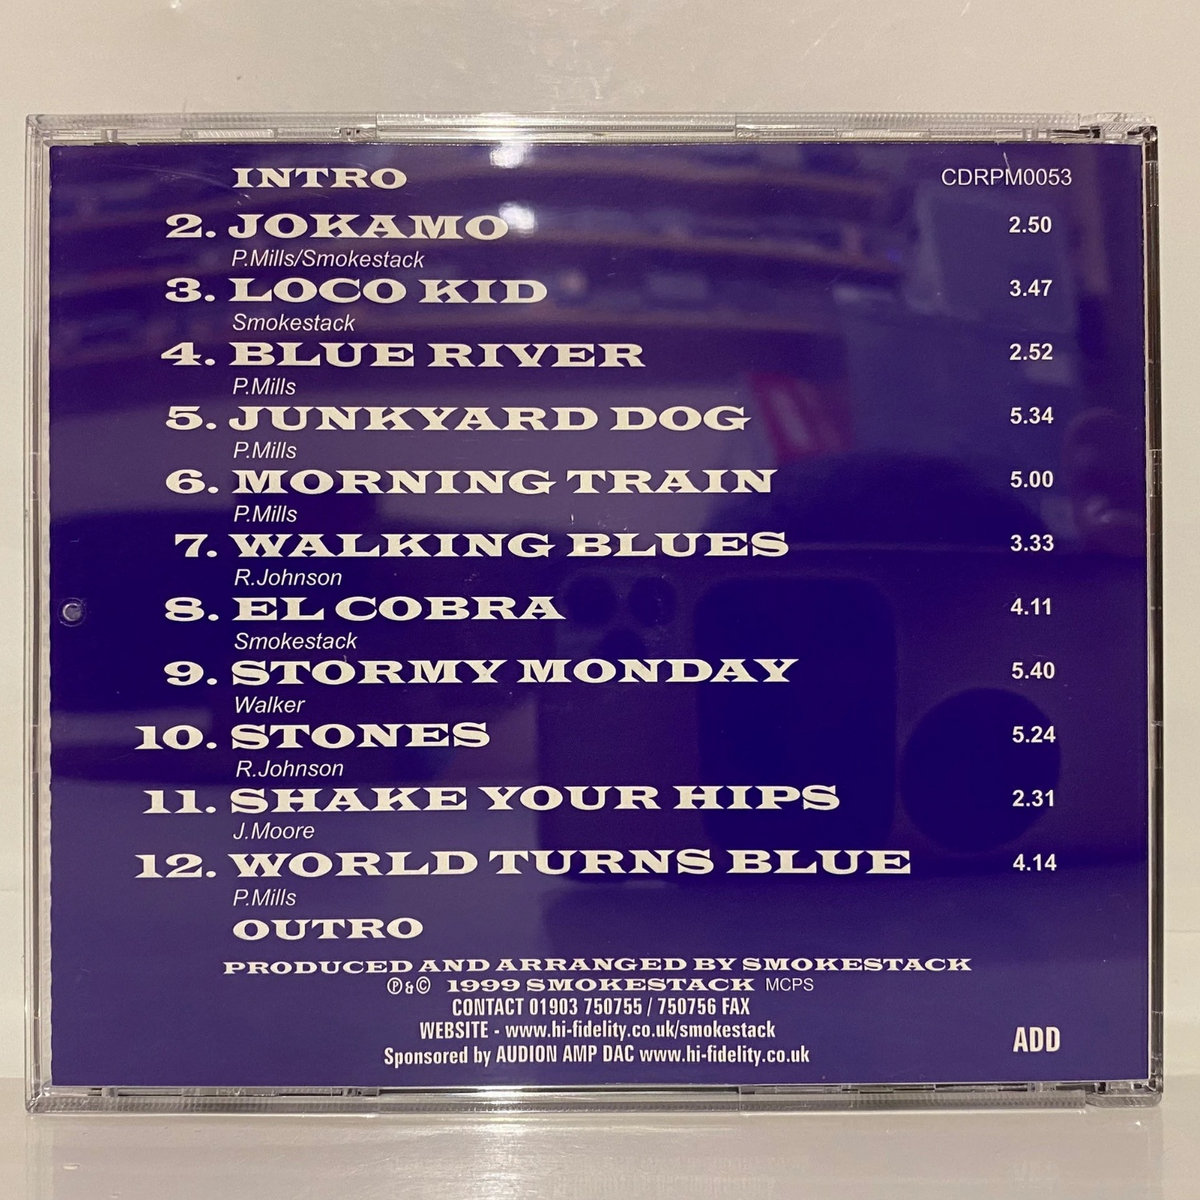 INTRO CDRPM0053
2. JOKAMO 2.50
P.Mills/Smokestack
3. LOCO KID 3.47
Smokestack
4. BLUE RIVER 2.52
P.Mills
5. JUNKYARD DOG 5.34
P.Mills
6. MORNING TRAIN 5.00
P.Mills
7. WALKING BLUES 3.33
R.Johnson
8. EL COBRA 4.11
Smokestack
9. STORMY MONDAY 5.40
Walker
10. STONES 5.24
R.Johnson
11. SHAKE YOUR HIPS 2.31
J.Moore
12. WORLD TURNS BLUE 4.14
P.Mills
OUTRO
PRODUCED AND ARRANGED BY SMOKESTACK
℗&© 1999 SMOKESTACK MCPS
CONTACT 01903 750755 / 750756 FAX
WEBSITE - www.hi-fidelity.co.uk/smokestack
Sponsored by AUDION AMP DAC www.hi-fidelity.co.uk
ADD